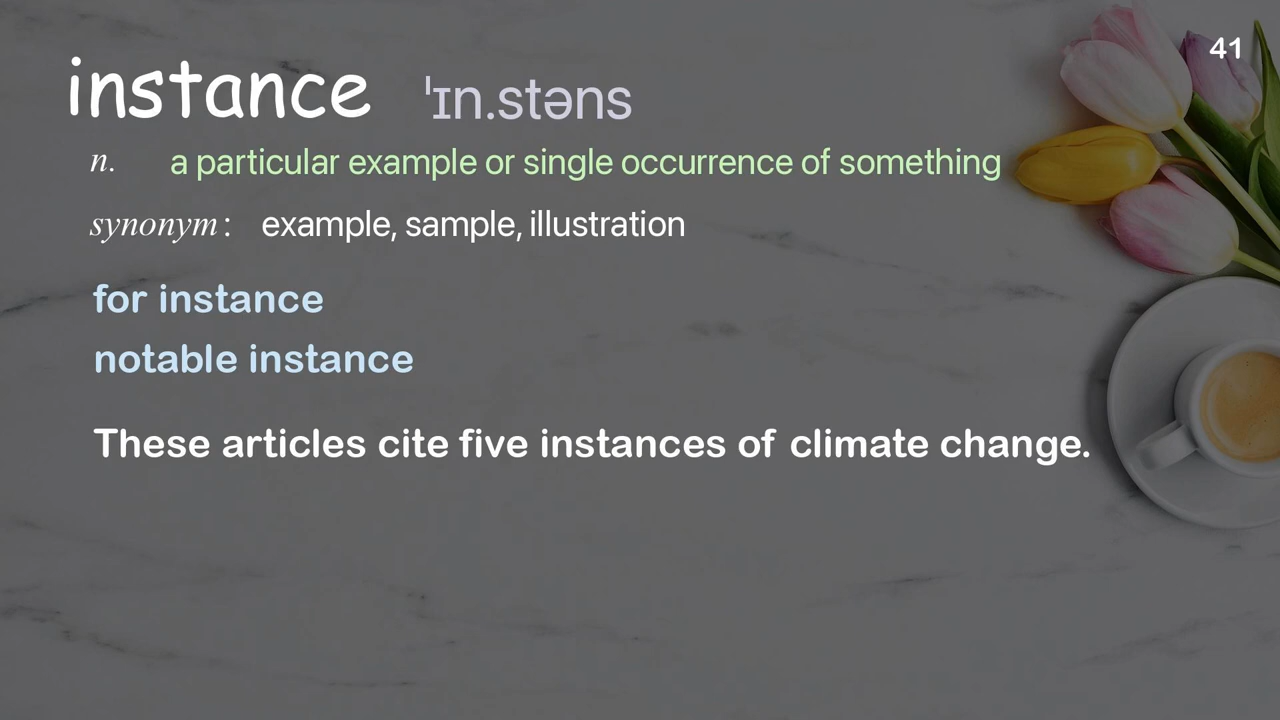 41
instance ˈɪn.stəns
n. a particular example or single occurrence of something
synonym: example, sample, illustration
for instance
notable instance
These articles cite five instances of climate change.